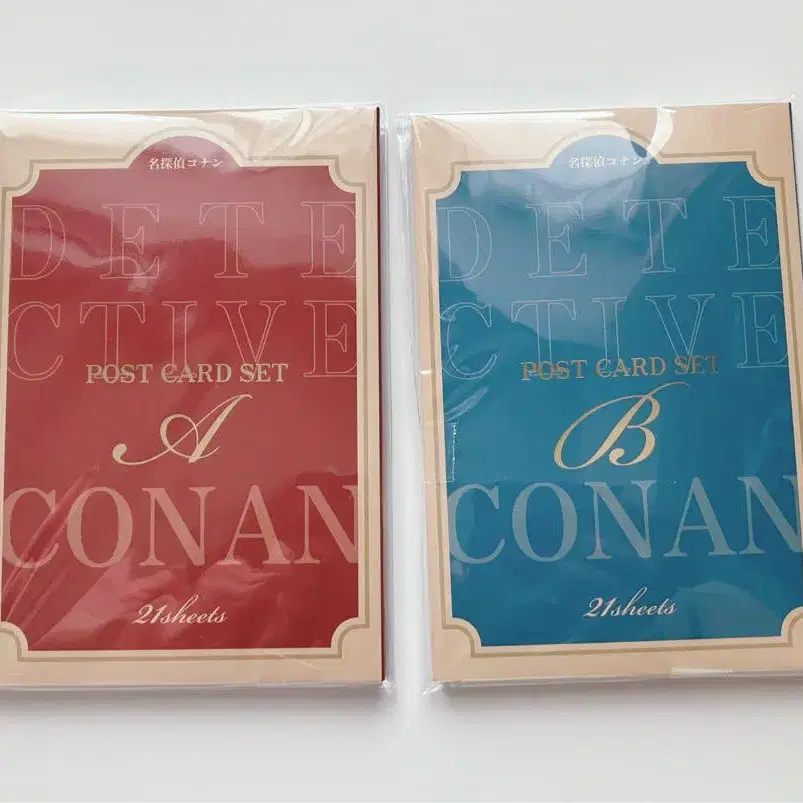 名探偵コナン
DETE
CTIVE
POST CARD SET
A
CONAN
21sheets
名探偵コナン
DETE
CTIVE
POST CARD SET
B
CONAN
21sheets